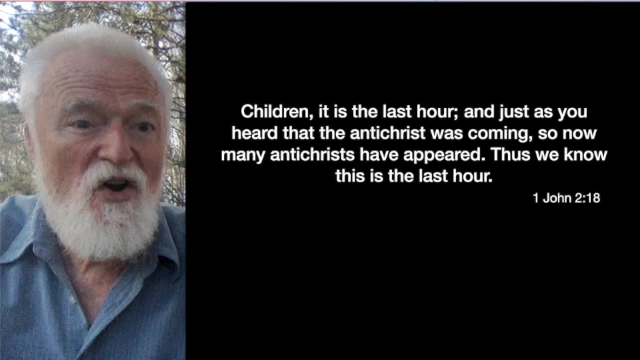 Children, it is the last hour; and just as you
heard that the antichrist was coming, so now
many antichrists have appeared. Thus we know
this is the last hour.
1 John 2:18